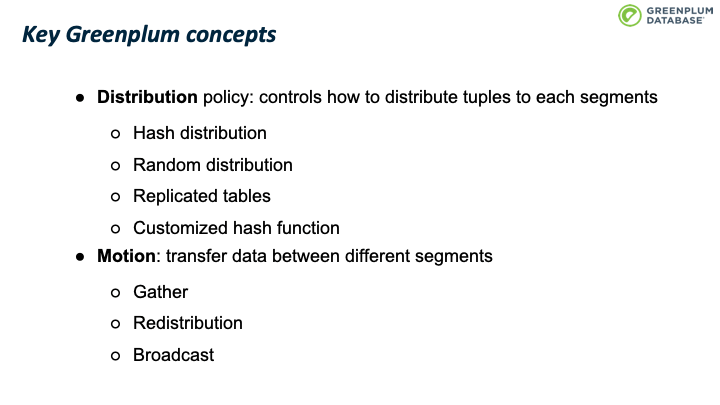 Key Greenplum concepts
GREENPLUM
DATABASE
● Distribution policy: controls how to distribute tuples to each segments
○ Hash distribution
○ Random distribution
○ Replicated tables
○ Customized hash function
● Motion: transfer data between different segments
○ Gather
○ Redistribution
○ Broadcast